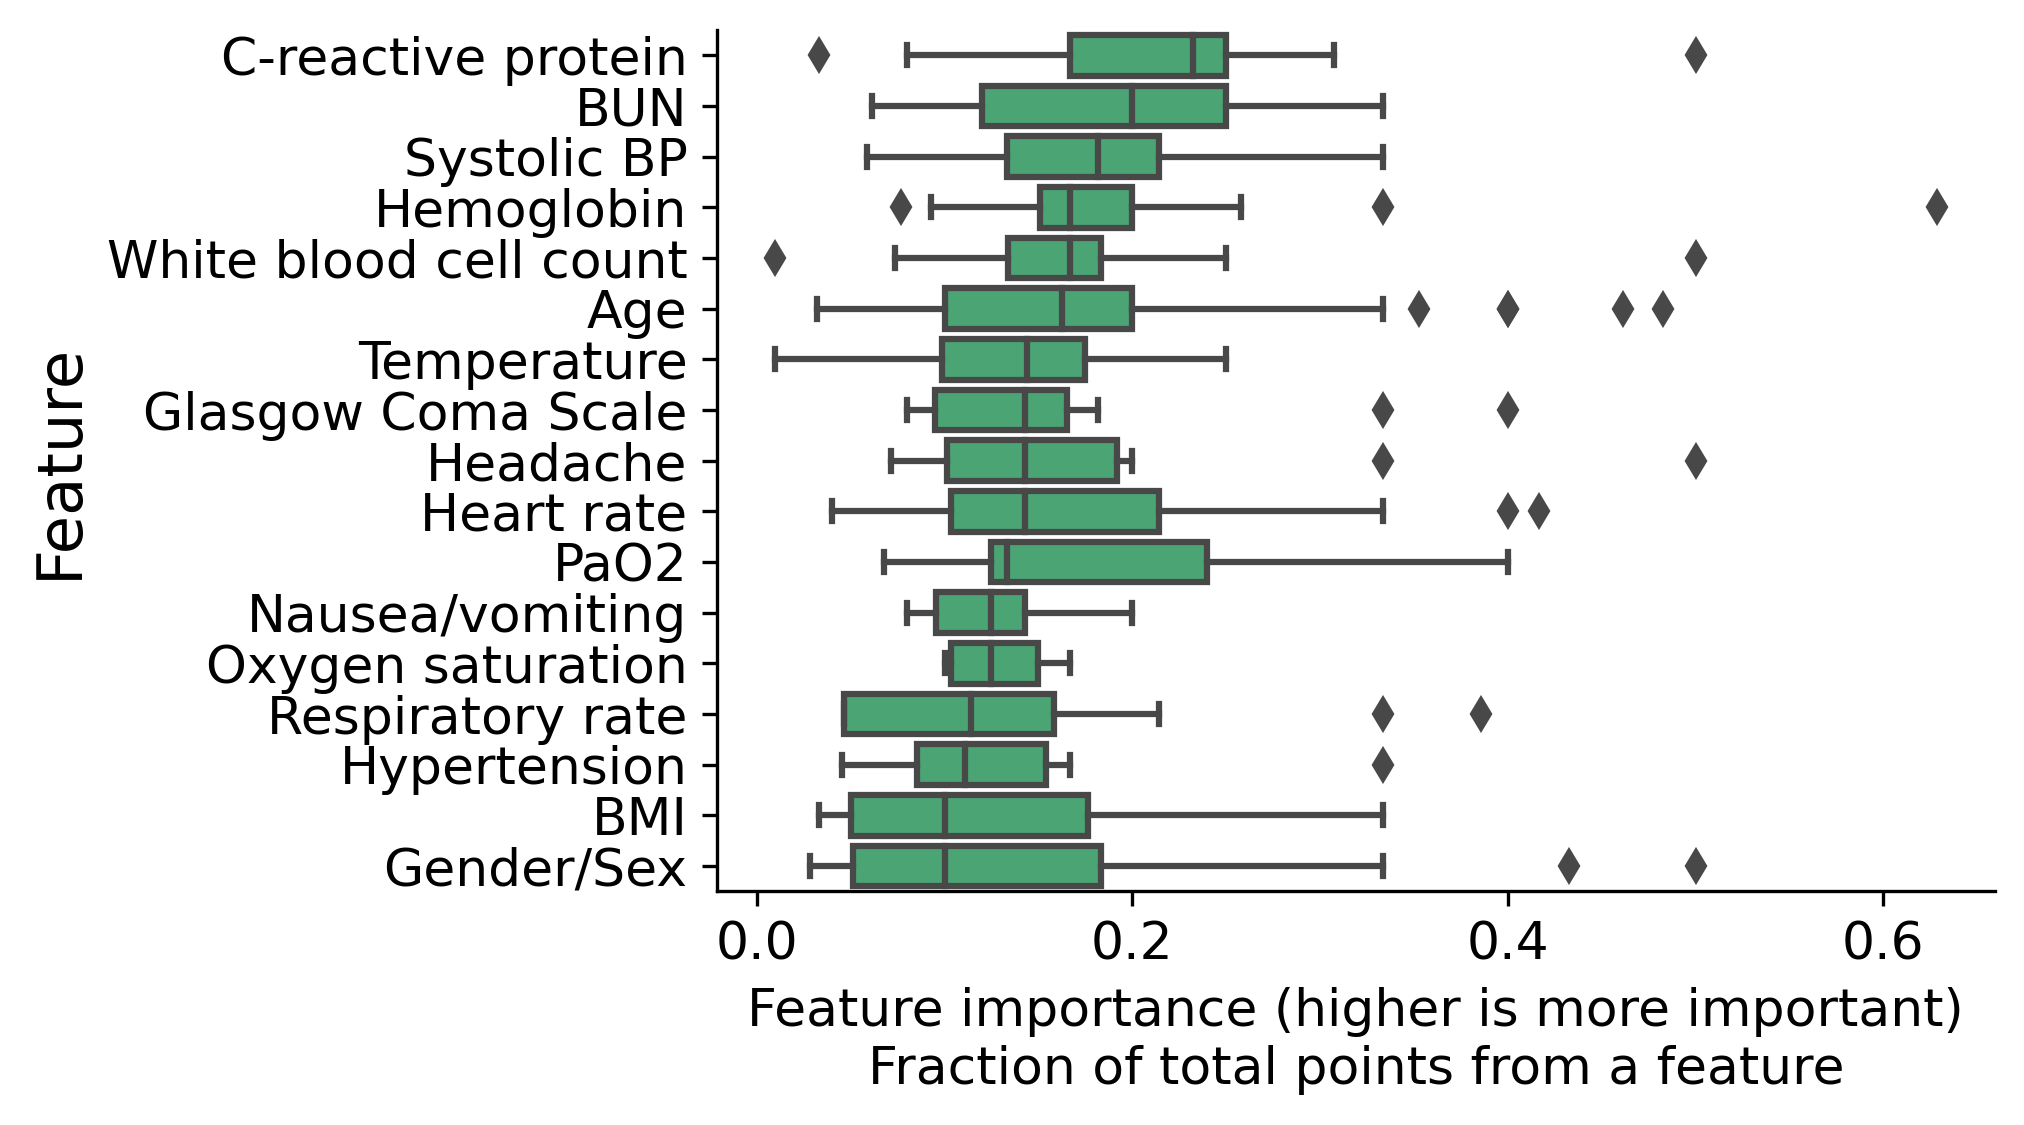 C-reactive protein
BUN
Systolic BP
Hemoglobin
White blood cell count
Age
Temperature
Glasgow Coma Scale
Headache
Heart rate
PaO2
Nausea/vomiting
Oxygen saturation
Respiratory rate
Hypertension
BMI
Gender/Sex
Feature
0.0 0.2 0.4 0.6
Feature importance (higher is more important)
Fraction of total points from a feature